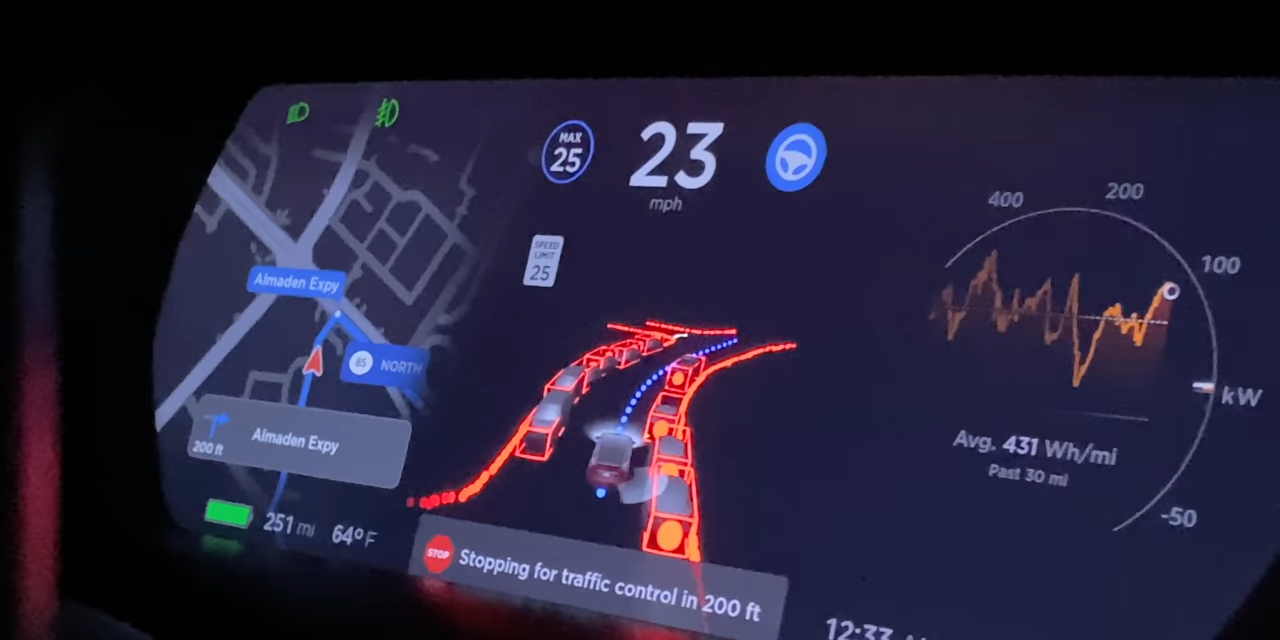 Almaden Expy
85 NORTH
200 ft
Almaden Expy
251 mi 64°F
MAX
25
23
mph
SPEED
LIMIT
25
STOP
Stopping for traffic control in 200 ft
400
200
100
kW
-50
Avg. 431 Wh/mi
Past 30 mi
12:33